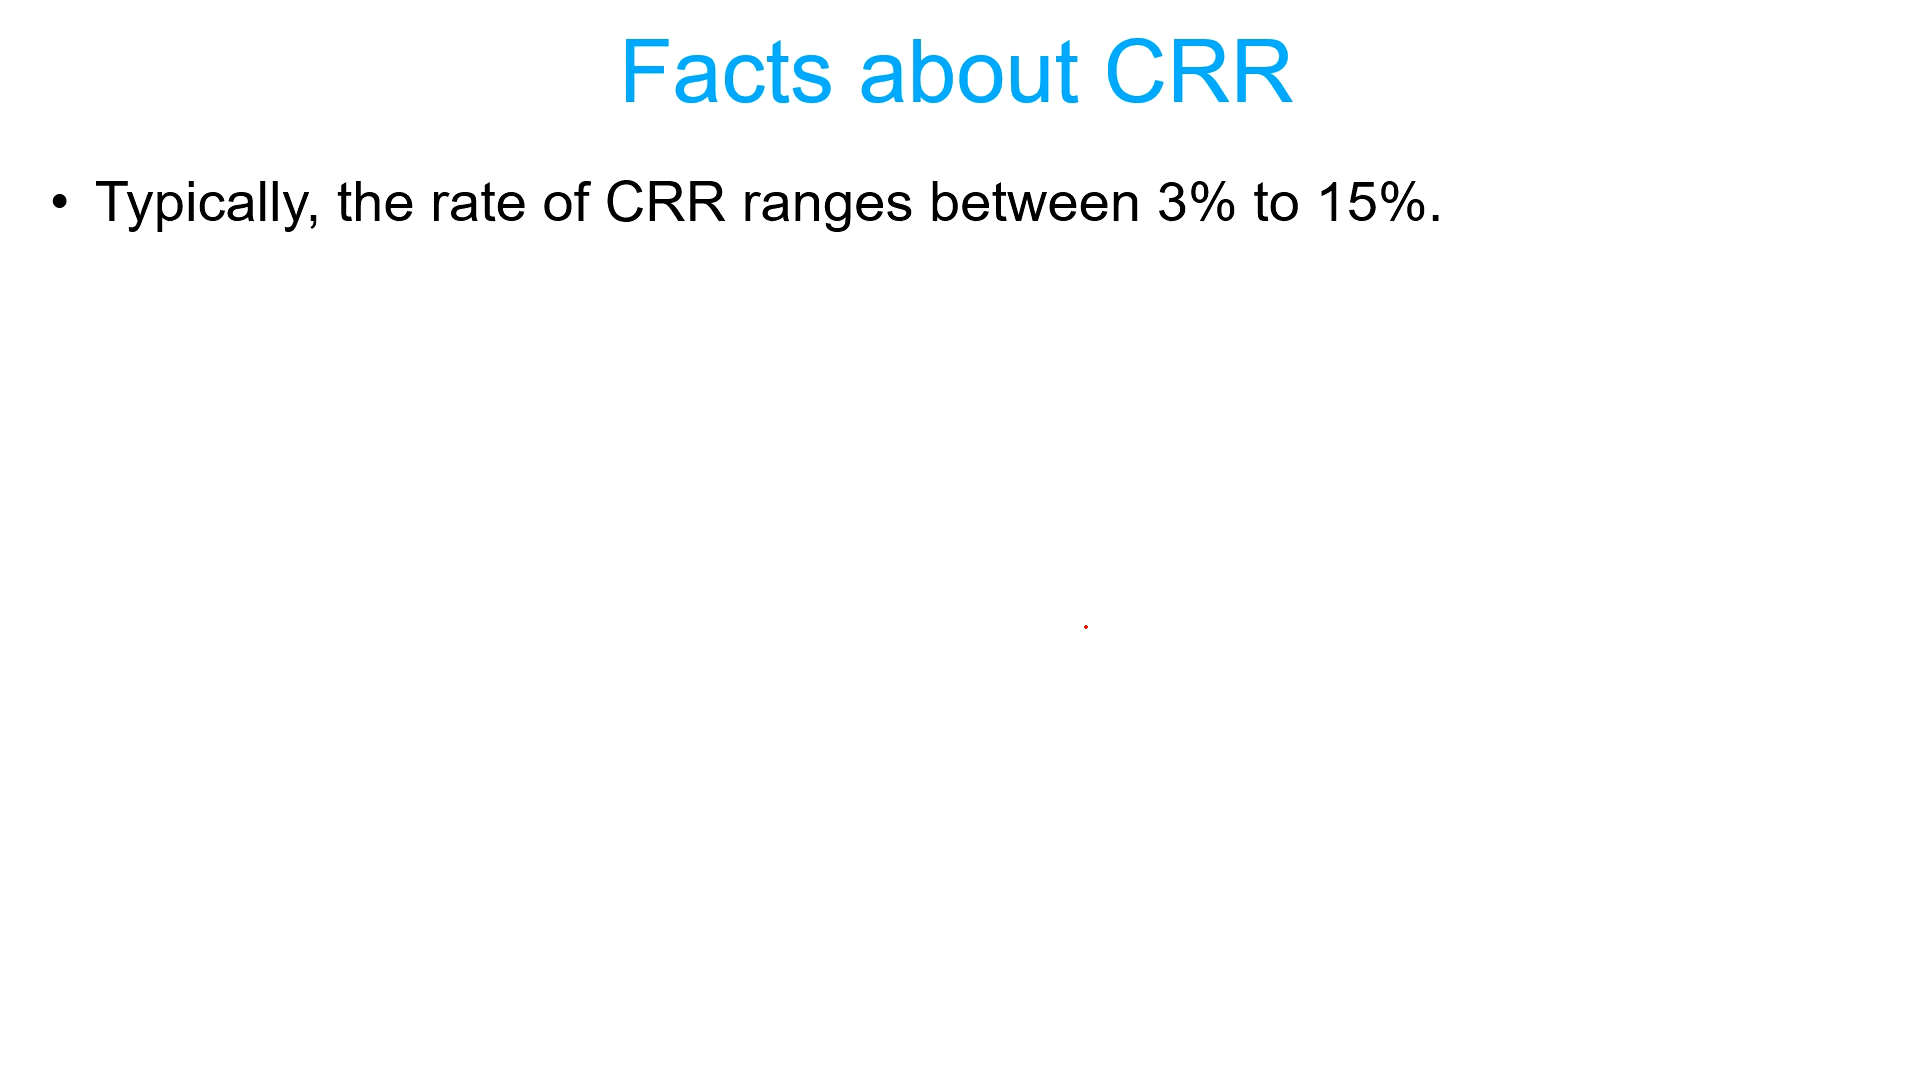 Facts about CRR
• Typically, the rate of CRR ranges between 3% to 15%.